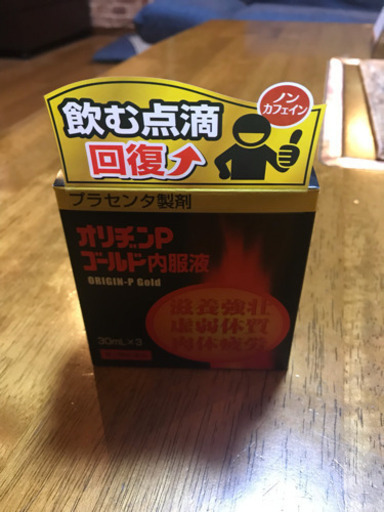 ノン
カフェイン
飲む点滴
回復
プラセンタ製剤
オリヂンP
ゴールド内服液
ORIGIN-P Gold
滋養強壮
虚弱体質
肉体疲労
30mL×3